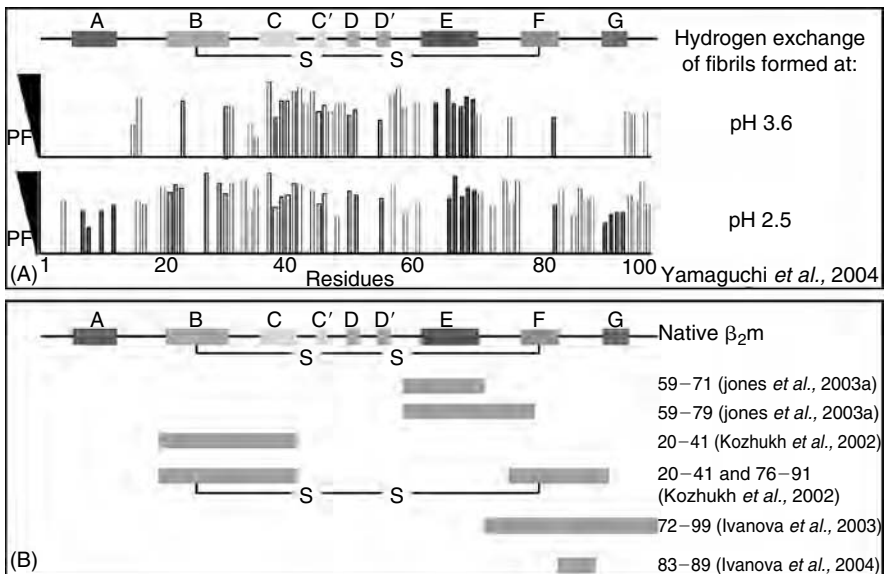 A B C C′ D D′ E F G
S S
Hydrogen exchange
of fibrils formed at:
PF
pH 3.6
PF
pH 2.5
(A)
1 20 40 60 80 100
Residues
Yamaguchi et al., 2004
A B C C′ D D′ E F G
S S
Native β₂m
59–71 (jones et al., 2003a)
59–79 (jones et al., 2003a)
20–41 (Kozhukh et al. 2002)
20–41 and 76–91
(Kozhukh et al., 2002)
S S
72–99 (Ivanova et al., 2003)
(B)
83–89 (Ivanova et al., 2004)